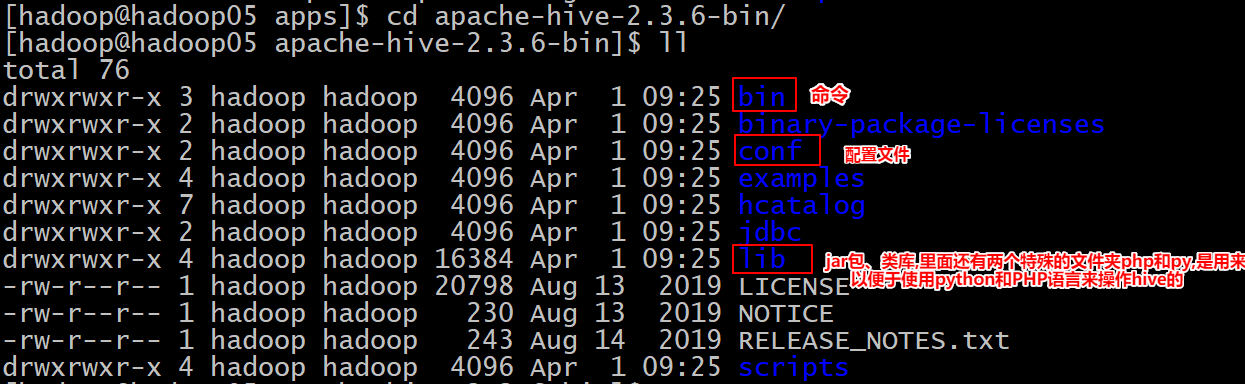 [hadoop@hadoop05 apps]$ cd apache-hive-2.3.6-bin/
[hadoop@hadoop05 apache-hive-2.3.6-bin]$ ll
total 76
drwxrwxr-x 3 hadoop hadoop  4096 Apr  1 09:25 bin 命令
drwxrwxr-x 2 hadoop hadoop  4096 Apr  1 09:25 binary-package-licenses
drwxrwxr-x 2 hadoop hadoop  4096 Apr  1 09:25 conf 配置文件
drwxrwxr-x 4 hadoop hadoop  4096 Apr  1 09:25 examples
drwxrwxr-x 7 hadoop hadoop  4096 Apr  1 09:25 hcatalog
drwxrwxr-x 2 hadoop hadoop  4096 Apr  1 09:25 jdbc
drwxrwxr-x 4 hadoop hadoop 16384 Apr  1 09:25 lib jar包、类库,里面还有两个特殊的文件夹php和py,是用来
以便于使用python和PHP语言来操作hive的
-rw-r--r-- 1 hadoop hadoop 20798 Aug 13  2019 LICENSE
-rw-r--r-- 1 hadoop hadoop   230 Aug 13  2019 NOTICE
-rw-r--r-- 1 hadoop hadoop   243 Aug 14  2019 RELEASE_NOTES.txt
drwxrwxr-x 4 hadoop hadoop  4096 Apr  1 09:25 scripts